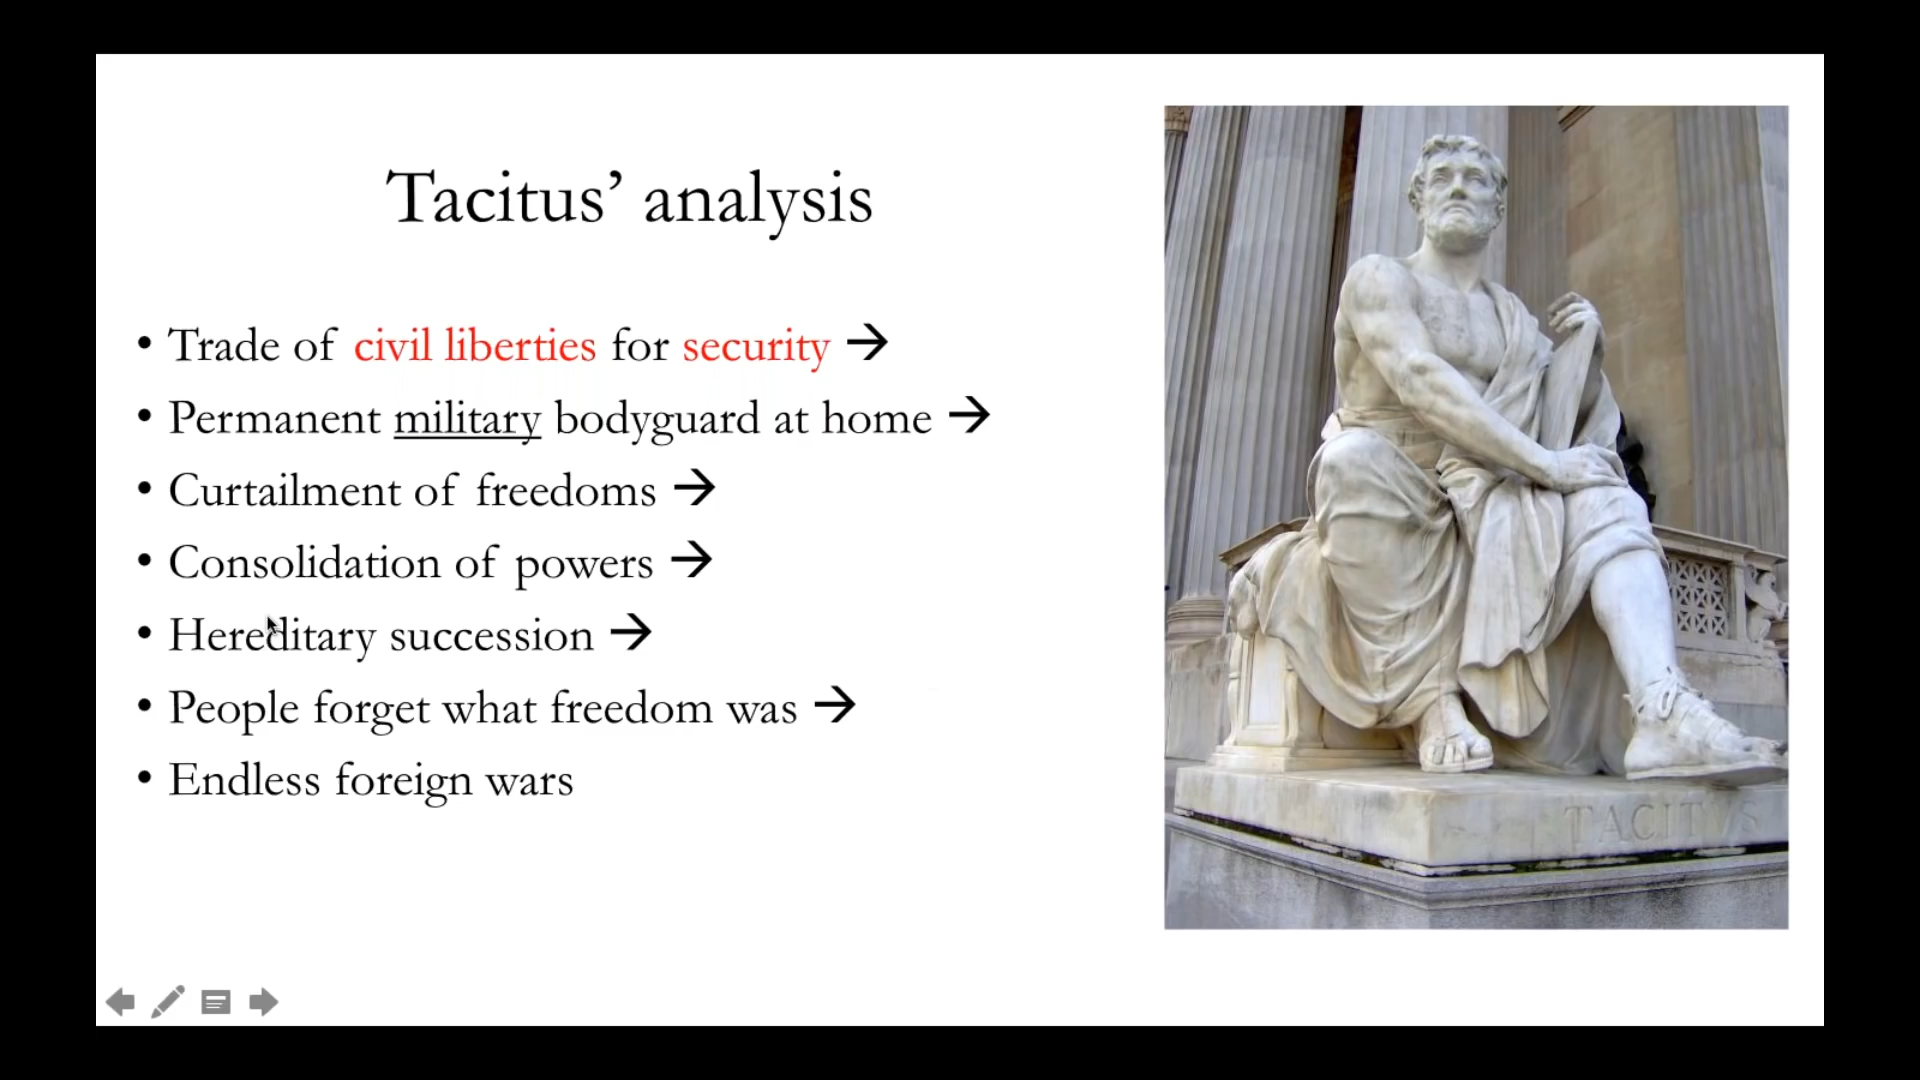 Tacitus’ analysis
• Trade of civil liberties for security →
• Permanent military bodyguard at home →
• Curtailment of freedoms →
• Consolidation of powers →
• Hereditary succession →
• People forget what freedom was →
• Endless foreign wars
TACITVS